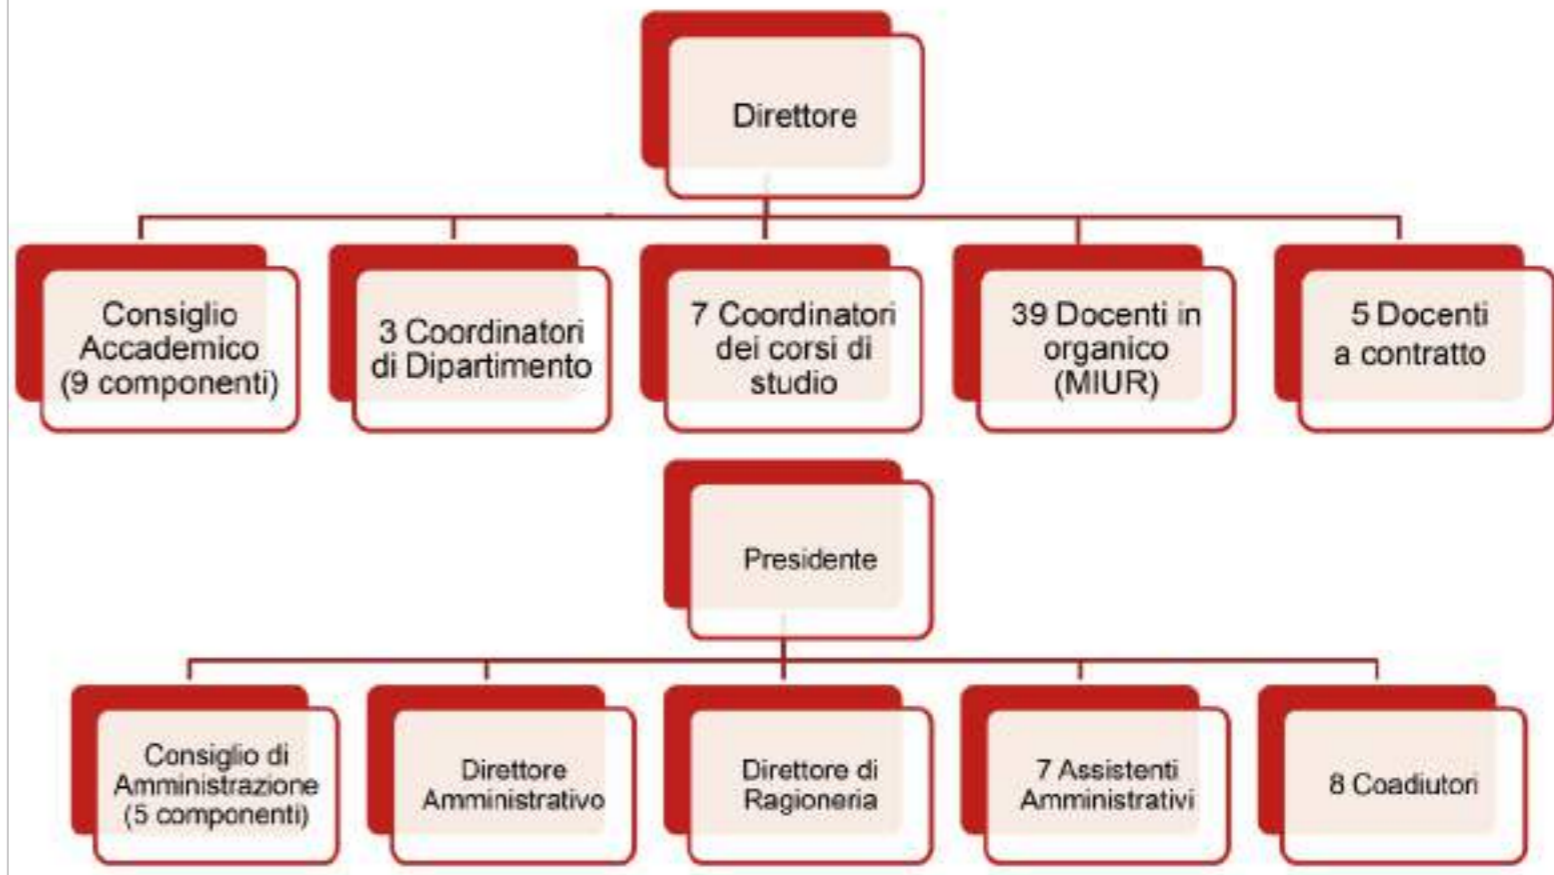 Direttore
Consiglio
Accademico
(9 componenti)
3 Coordinatori
di Dipartimento
7 Coordinatori
dei corsi di
studio
39 Docenti in
organico
(MIUR)
5 Docenti
a contratto
Presidente
Consiglio di
Amministrazione
(5 componenti)
Direttore
Amministrativo
Direttore di
Ragioneria
7 Assistenti
Amministrativi
8 Coadiutori